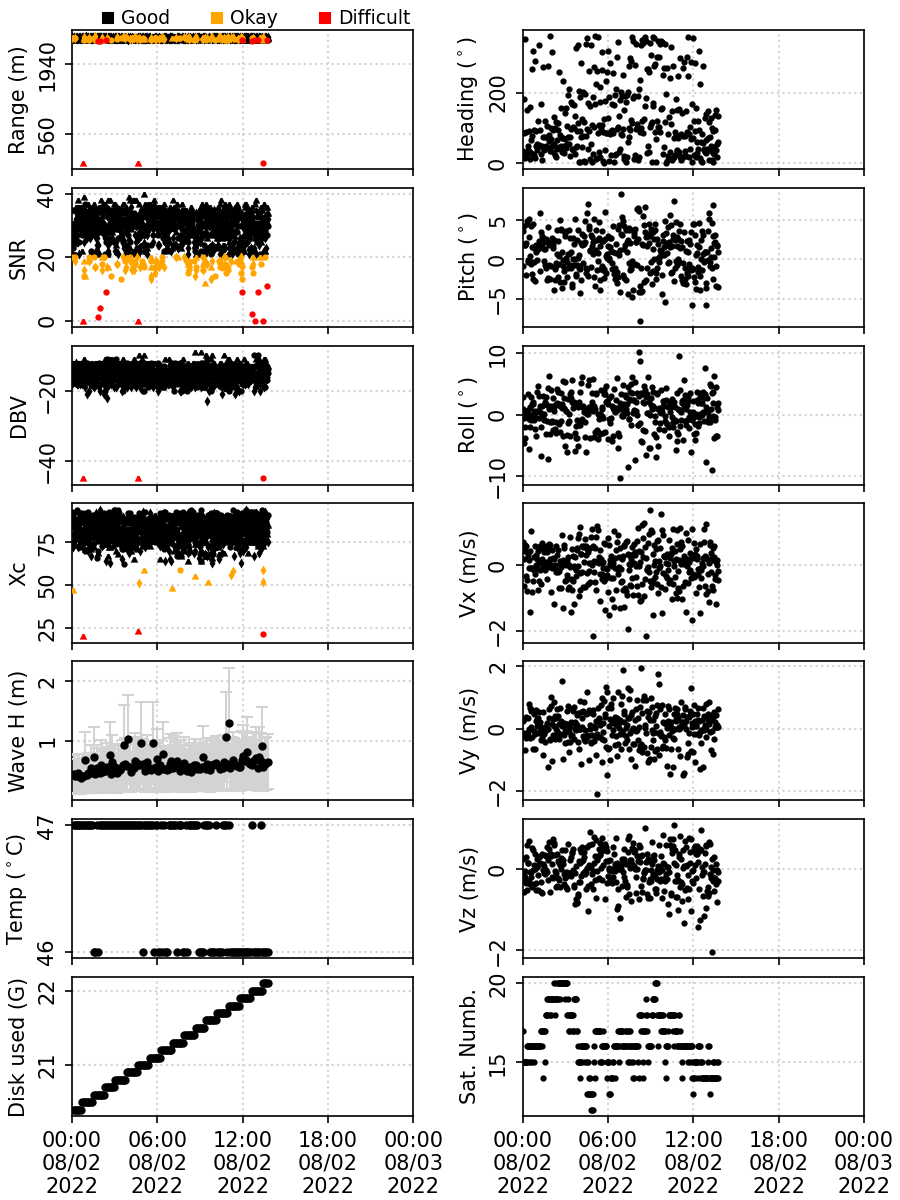 Good Okay Difficult
Range (m)
1940
560
Heading (°)
200
0
SNR
40
20
0
Pitch (°)
5
0
−5
DBV
−20
−40
Roll (°)
10
0
−10
Xc
75
50
25
Vx (m/s)
0
−2
Wave H (m)
2
1
Vy (m/s)
2
0
−2
Temp (°C)
47
46
Vz (m/s)
0
−2
Disk used (G)
22
21
Sat. Numb.
20
15
00:00 06:00 12:00 18:00 00:00
08/02 08/02 08/02 08/02 08/03
2022 2022 2022 2022 2022
00:00 06:00 12:00 18:00 00:00
08/02 08/02 08/02 08/02 08/03
2022 2022 2022 2022 2022